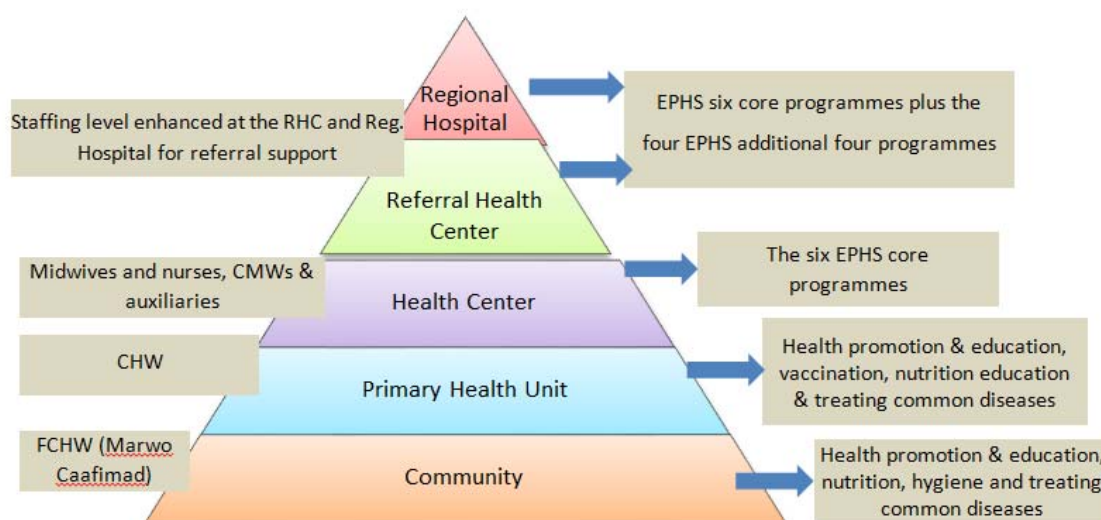 Regional
Hospital
EPHS six core programmes plus the
four EPHS additional four programmes
Staffing level enhanced at the RHC and Reg.
Hospital for referral support
Referral Health
Center
Midwives and nurses, CMWs &
auxiliaries
Health Center
The six EPHS core
programmes
CHW
Primary Health Unit
Health promotion & education,
vaccination, nutrition education
& treating common diseases
FCHW (Marwo
Caafimad)
Community
Health promotion & education,
nutrition, hygiene and treating
common diseases